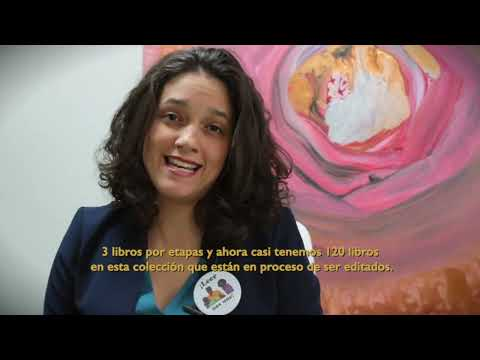 3 libros por etapas y ahora casi tenemos 120 libros
en esta colección que están en proceso de ser editados.
¡Leer